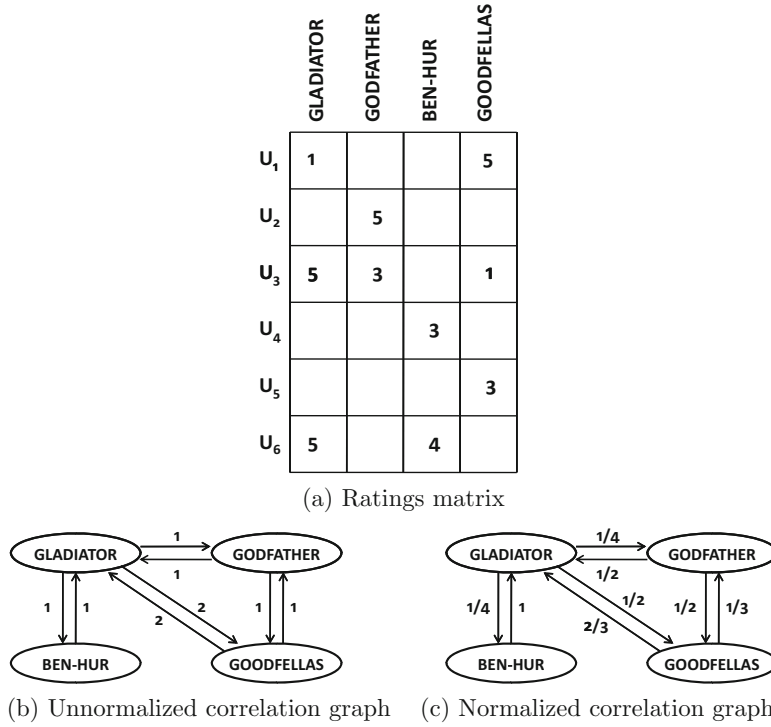 GLADIATOR
GODFATHER
BEN-HUR
GOODFELLAS
U1 1 5
U2 5
U3 5 3 1
U4 3
U5 3
U6 5 4
(a) Ratings matrix
GLADIATOR 1 GODFATHER
1
1 1 2 2 1 1
BEN-HUR GOODFELLAS
(b) Unnormalized correlation graph
GLADIATOR 1/4 GODFATHER
1/2
1/4 1 1/2 2/3 1/2 1/3
BEN-HUR GOODFELLAS
(c) Normalized correlation graph